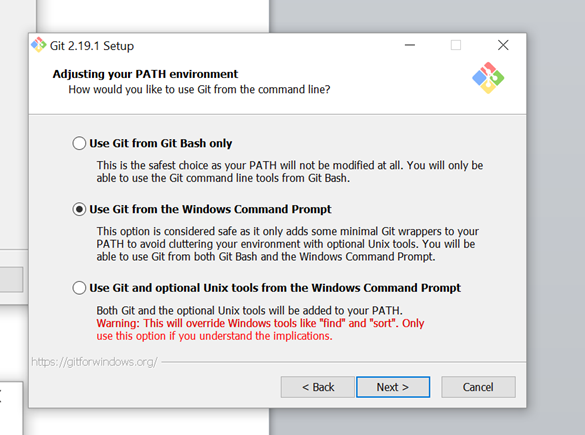 Git 2.19.1 Setup
Adjusting your PATH environment
How would you like to use Git from the command line?
Use Git from Git Bash only
This is the safest choice as your PATH will not be modified at all. You will only be
able to use the Git command line tools from Git Bash.
Use Git from the Windows Command Prompt
This option is considered safe as it only adds some minimal Git wrappers to your
PATH to avoid cluttering your environment with optional Unix tools. You will be
able to use Git from both Git Bash and the Windows Command Prompt.
Use Git and optional Unix tools from the Windows Command Prompt
Both Git and the optional Unix tools will be added to your PATH.
Warning: This will override Windows tools like "find" and "sort". Only
use this option if you understand the implications.
https://gitforwindows.org/
< Back
Next >
Cancel